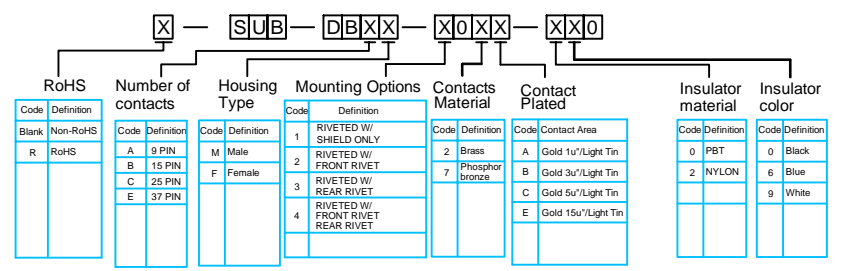 X — SUB — DBXX — X0XX — XX0
RoHS
Code Definition
Blank Non-RoHS
R RoHS
Number of
contacts
Code Definition
A 9 PIN
B 15 PIN
C 25 PIN
E 37 PIN
Housing
Type
Code Definition
M Male
F Female
Mounting Options
Code Definition
1 RIVETED W/
SHIELD ONLY
2 RIVETED W/
FRONT RIVET
3 RIVETED W/
REAR RIVET
4 RIVETED W/
FRONT RIVET
REAR RIVET
Contacts
Material
Code Definition
2 Brass
7 Phosphor
bronze
Contact
Plated
Code Contact Area
A Gold 1u"/Light Tin
B Gold 3u"/Light Tin
C Gold 5u"/Light Tin
E Gold 15u"/Light Tin
Insulator
material
Code Definition
0 PBT
2 NYLON
Insulator
color
Code Definition
0 Black
6 Blue
9 White